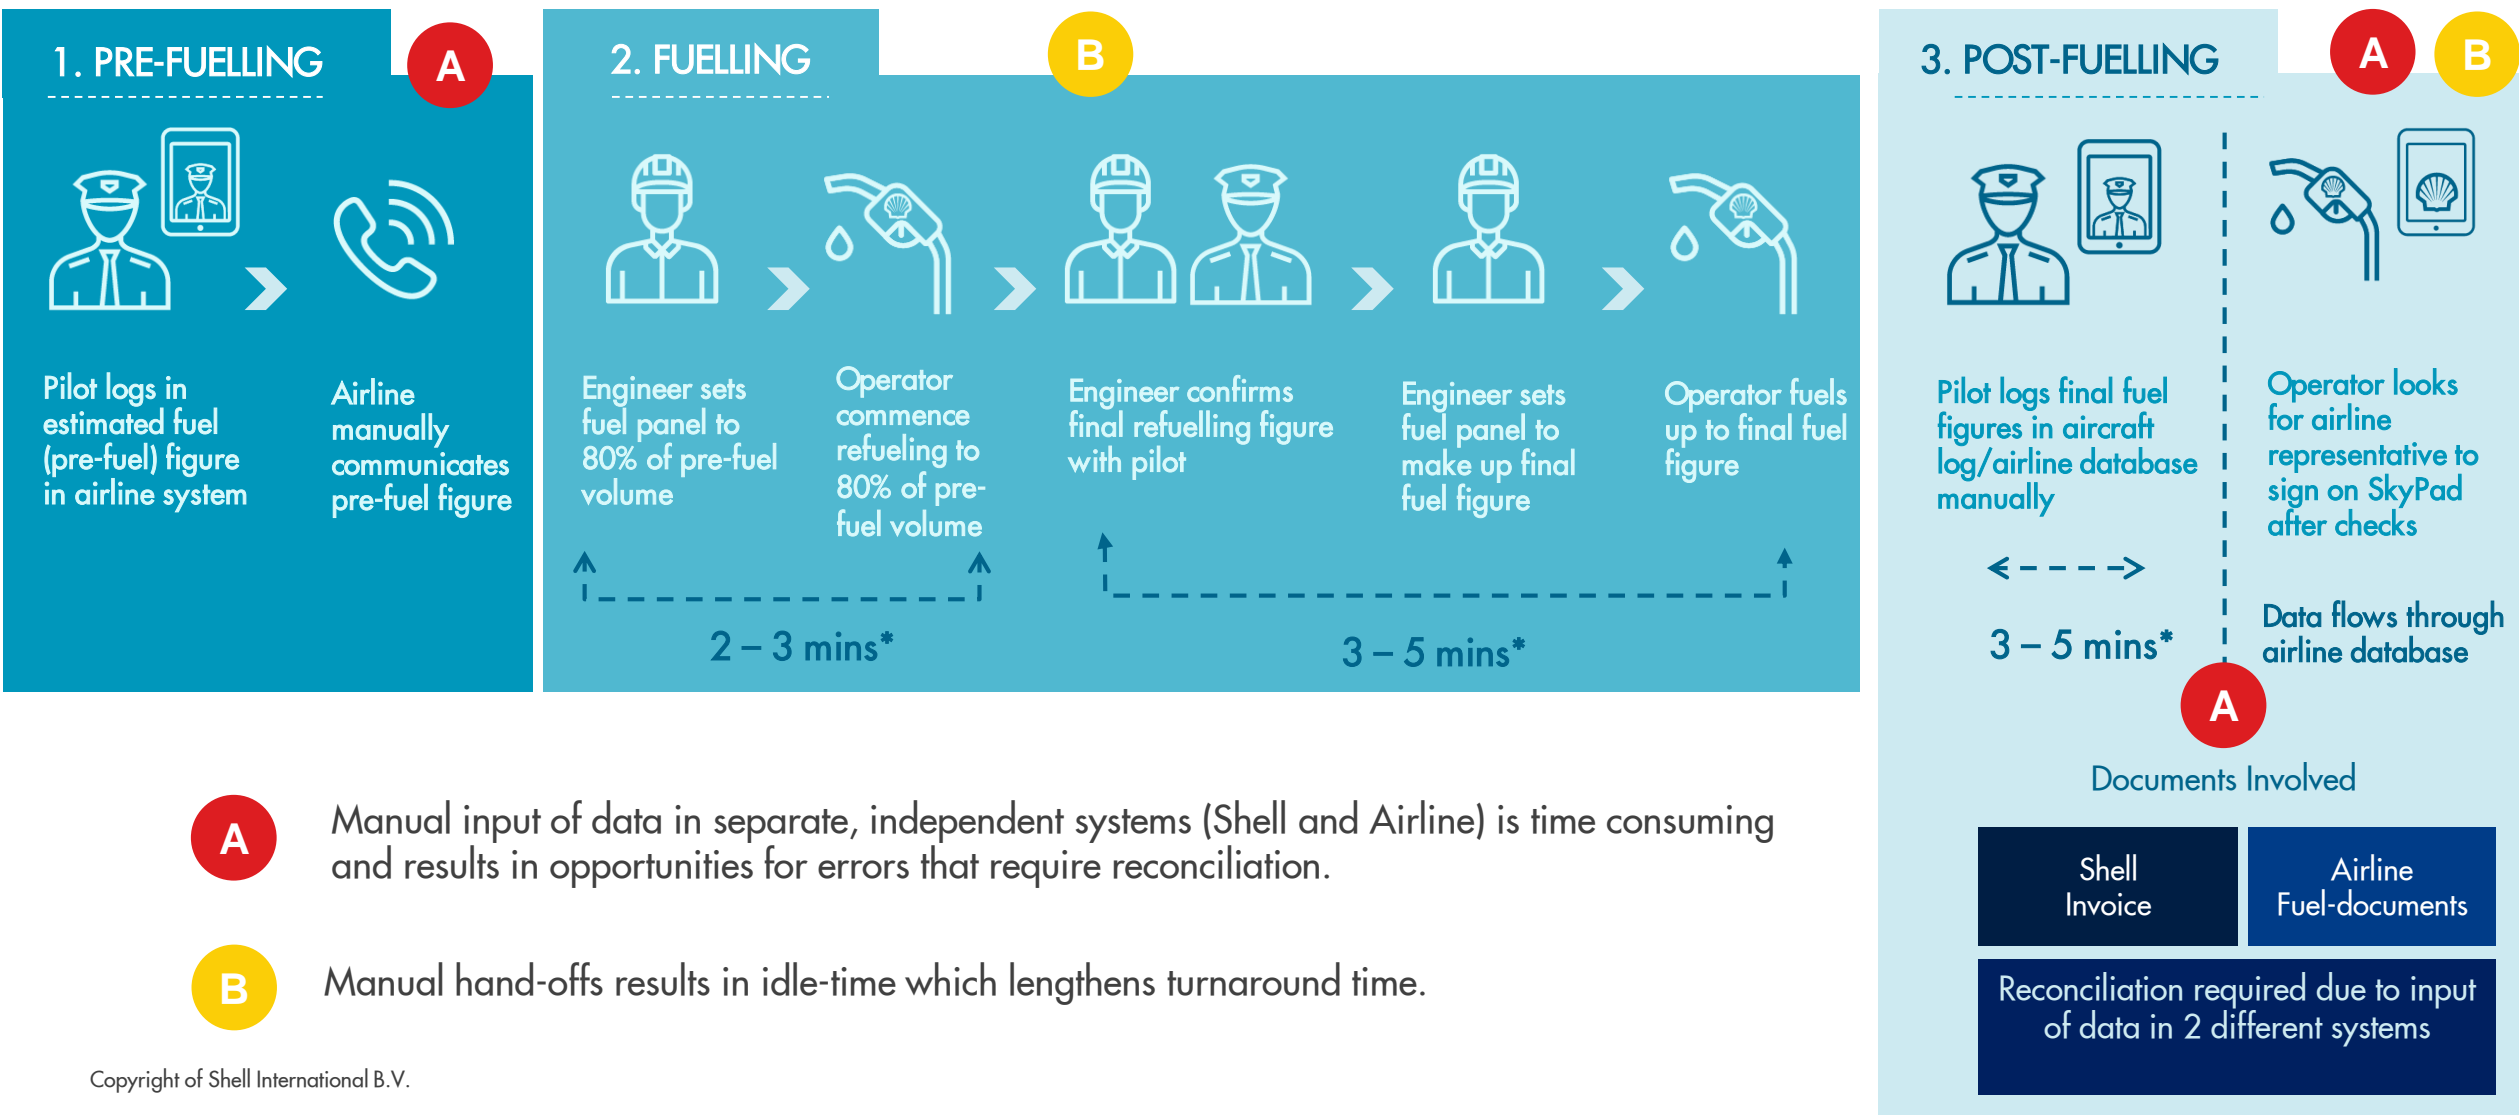 1. PRE-FUELLING
A
Pilot logs in
estimated fuel
(pre-fuel) figure
in airline system
Airline
manually
communicates
pre-fuel figure
2. FUELLING
B
Engineer sets
fuel panel to
80% of pre-fuel
volume
Operator
commence
refueling to
80% of pre-
fuel volume
2 – 3 mins*
Engineer confirms
final refuelling figure
with pilot
Engineer sets
fuel panel to
make up final
fuel figure
Operator fuels
up to final fuel
figure
3 – 5 mins*
3. POST-FUELLING
A
B
Pilot logs final fuel
figures in aircraft
log/airline database
manually
3 – 5 mins*
Operator looks
for airline
representative to
sign on SkyPad
after checks
Data flows through
airline database
A
Documents Involved
Shell
Invoice
Airline
Fuel-documents
Reconciliation required due to input
of data in 2 different systems
A
Manual input of data in separate, independent systems (Shell and Airline) is time consuming
and results in opportunities for errors that require reconciliation.
B
Manual hand-offs results in idle-time which lengthens turnaround time.
Copyright of Shell International B.V.